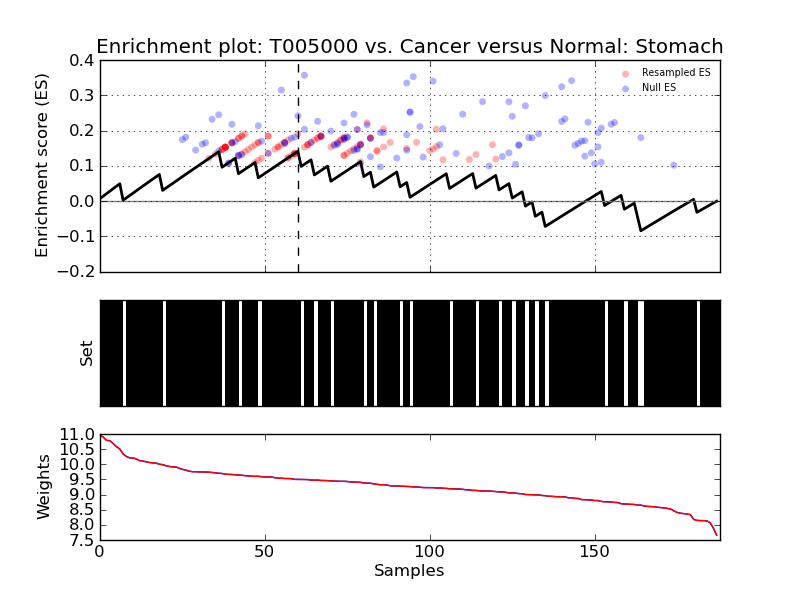 Enrichment plot: T005000 vs. Cancer versus Normal: Stomach
Enrichment score (ES)
0.4
0.3
0.2
0.1
0.0
−0.1
−0.2
Resampled ES
Null ES
Set
Weights
11.0
10.5
10.0
9.5
9.0
8.5
8.0
7.5
0 50 100 150
Samples